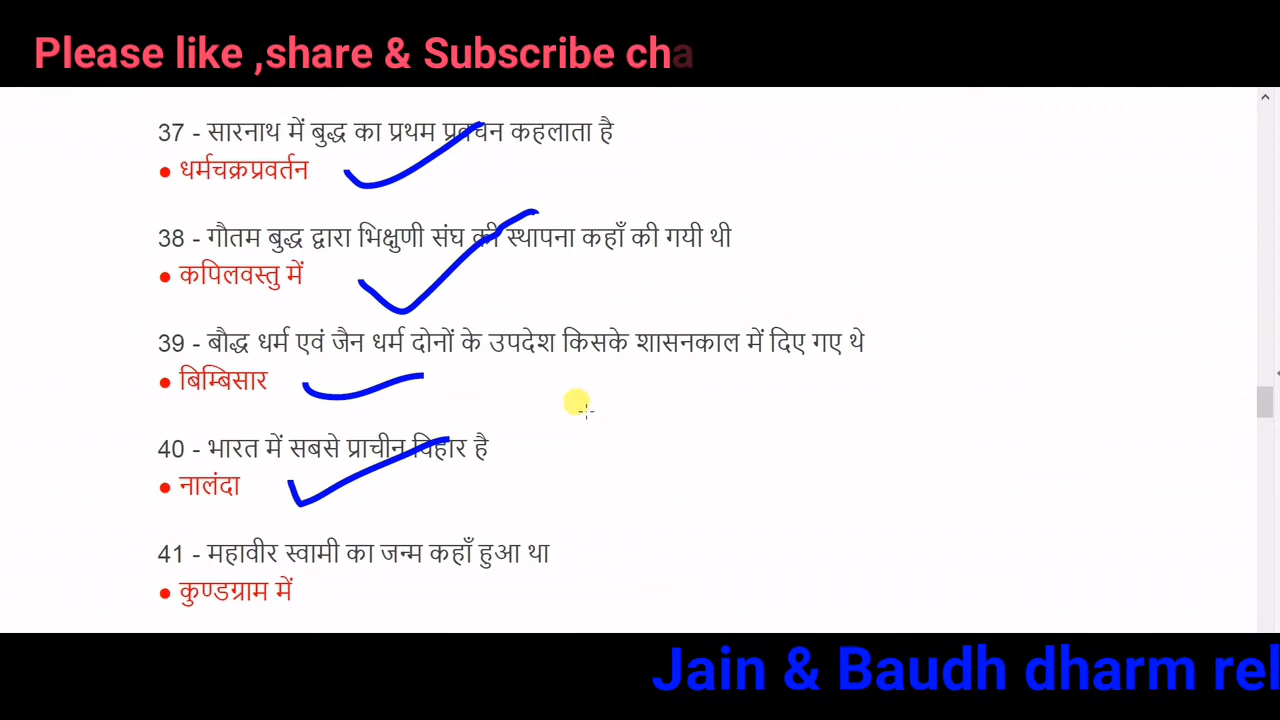 Please like ,share & Subscribe cha
37 - सारनाथ में बुद्ध का प्रथम प्रवचन कहलाता है
• धर्मचक्रप्रवर्तन
38 - गौतम बुद्ध द्वारा भिक्षुणी संघ की स्थापना कहाँ की गयी थी
• कपिलवस्तु में
39 - बौद्ध धर्म एवं जैन धर्म दोनों के उपदेश किसके शासनकाल में दिए गए थे
• बिम्बिसार
40 - भारत में सबसे प्राचीन विहार है
• नालंदा
41 - महावीर स्वामी का जन्म कहाँ हुआ था
• कुण्डग्राम में
Jain & Baudh dharm rel